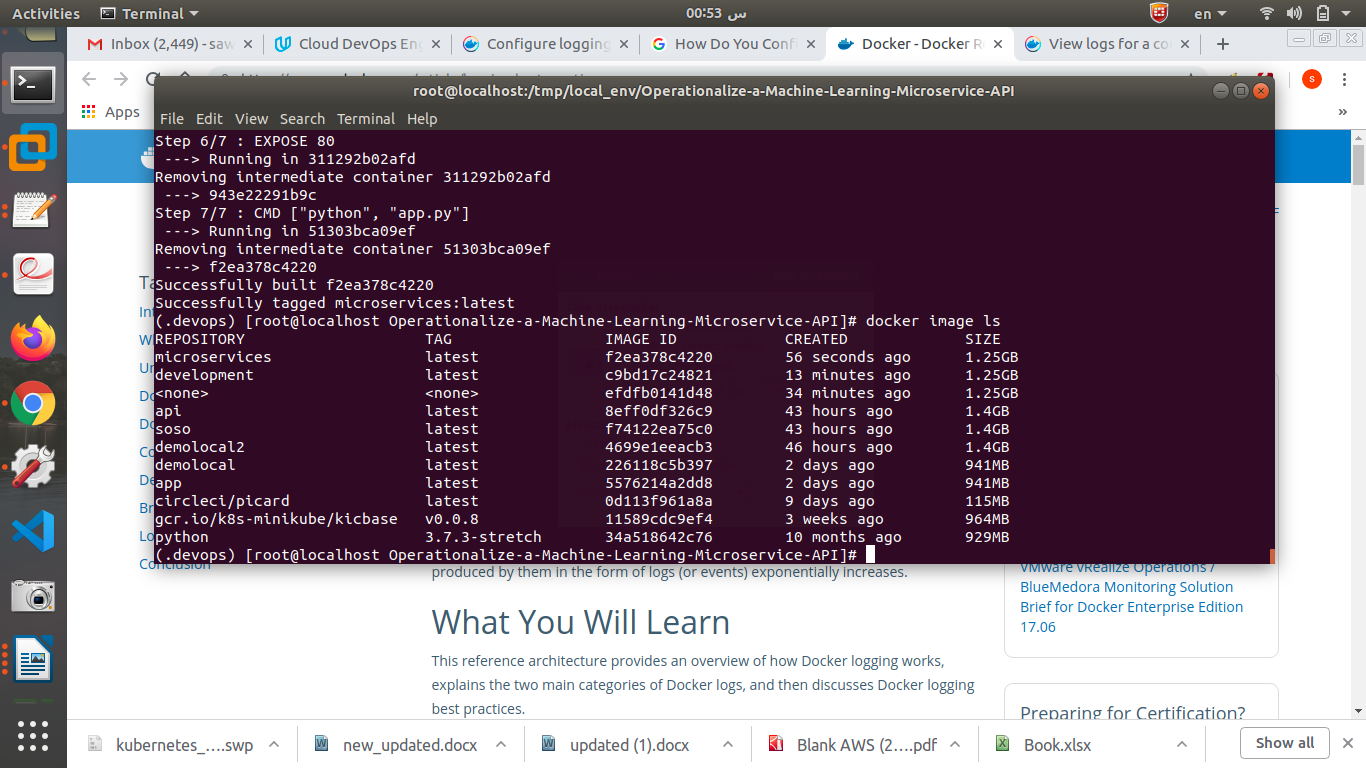 Activities
Terminal
00:53 س
en
Inbox (2,449) - saw
Cloud DevOps En
Configure logging
How Do You Conf
Docker - Docker R
View logs for a co
S
Apps
»
root@localhost:/tmp/local_env/Operationalize-a-Machine-Learning-Microservice-API
File Edit View Search Terminal Help
Step 6/7 : EXPOSE 80
---> Running in 311292b02afd
Removing intermediate container 311292b02afd
---> 943e22291b9c
Step 7/7 : CMD ["python", "app.py"]
---> Running in 51303bca09ef
Removing intermediate container 51303bca09ef
---> f2ea378c4220
Successfully built f2ea378c4220
Successfully tagged microservices:latest
(.devops) [root@localhost Operationalize-a-Machine-Learning-Microservice-API]# docker image ls
REPOSITORY TAG IMAGE ID CREATED SIZE
microservices latest f2ea378c4220 56 seconds ago 1.25GB
development latest c9bd17c24821 13 minutes ago 1.25GB
<none> <none> efdfb0141d48 34 minutes ago 1.25GB
api latest 8eff0df326c9 43 hours ago 1.4GB
soso latest f74122ea75c0 43 hours ago 1.4GB
demolocal2 latest 4699e1eeacb3 46 hours ago 1.4GB
demolocal latest 226118c5b397 2 days ago 941MB
app latest 5576214a2dd8 2 days ago 941MB
circleci/picard latest 0d113f961a8a 9 days ago 115MB
gcr.io/k8s-minikube/kicbase v0.0.8 11589cdc9ef4 3 weeks ago 964MB
python 3.7.3-stretch 34a518642c76 10 months ago 929MB
(.devops) [root@localhost Operationalize-a-Machine-Learning-Microservice-API]#
Conclusion
produced by them in the form of logs (or events) exponentially increases.
What You Will Learn
This reference architecture provides an overview of how Docker logging works,
explains the two main categories of Docker logs, and then discusses Docker logging
best practices.
VMware vRealize Operations /
BlueMedora Monitoring Solution
Brief for Docker Enterprise Edition
17.06
Preparing for Certification?
kubernetes_....swp
new_updated.docx
updated (1).docx
Blank AWS (2....pdf
Book.xlsx
Show all